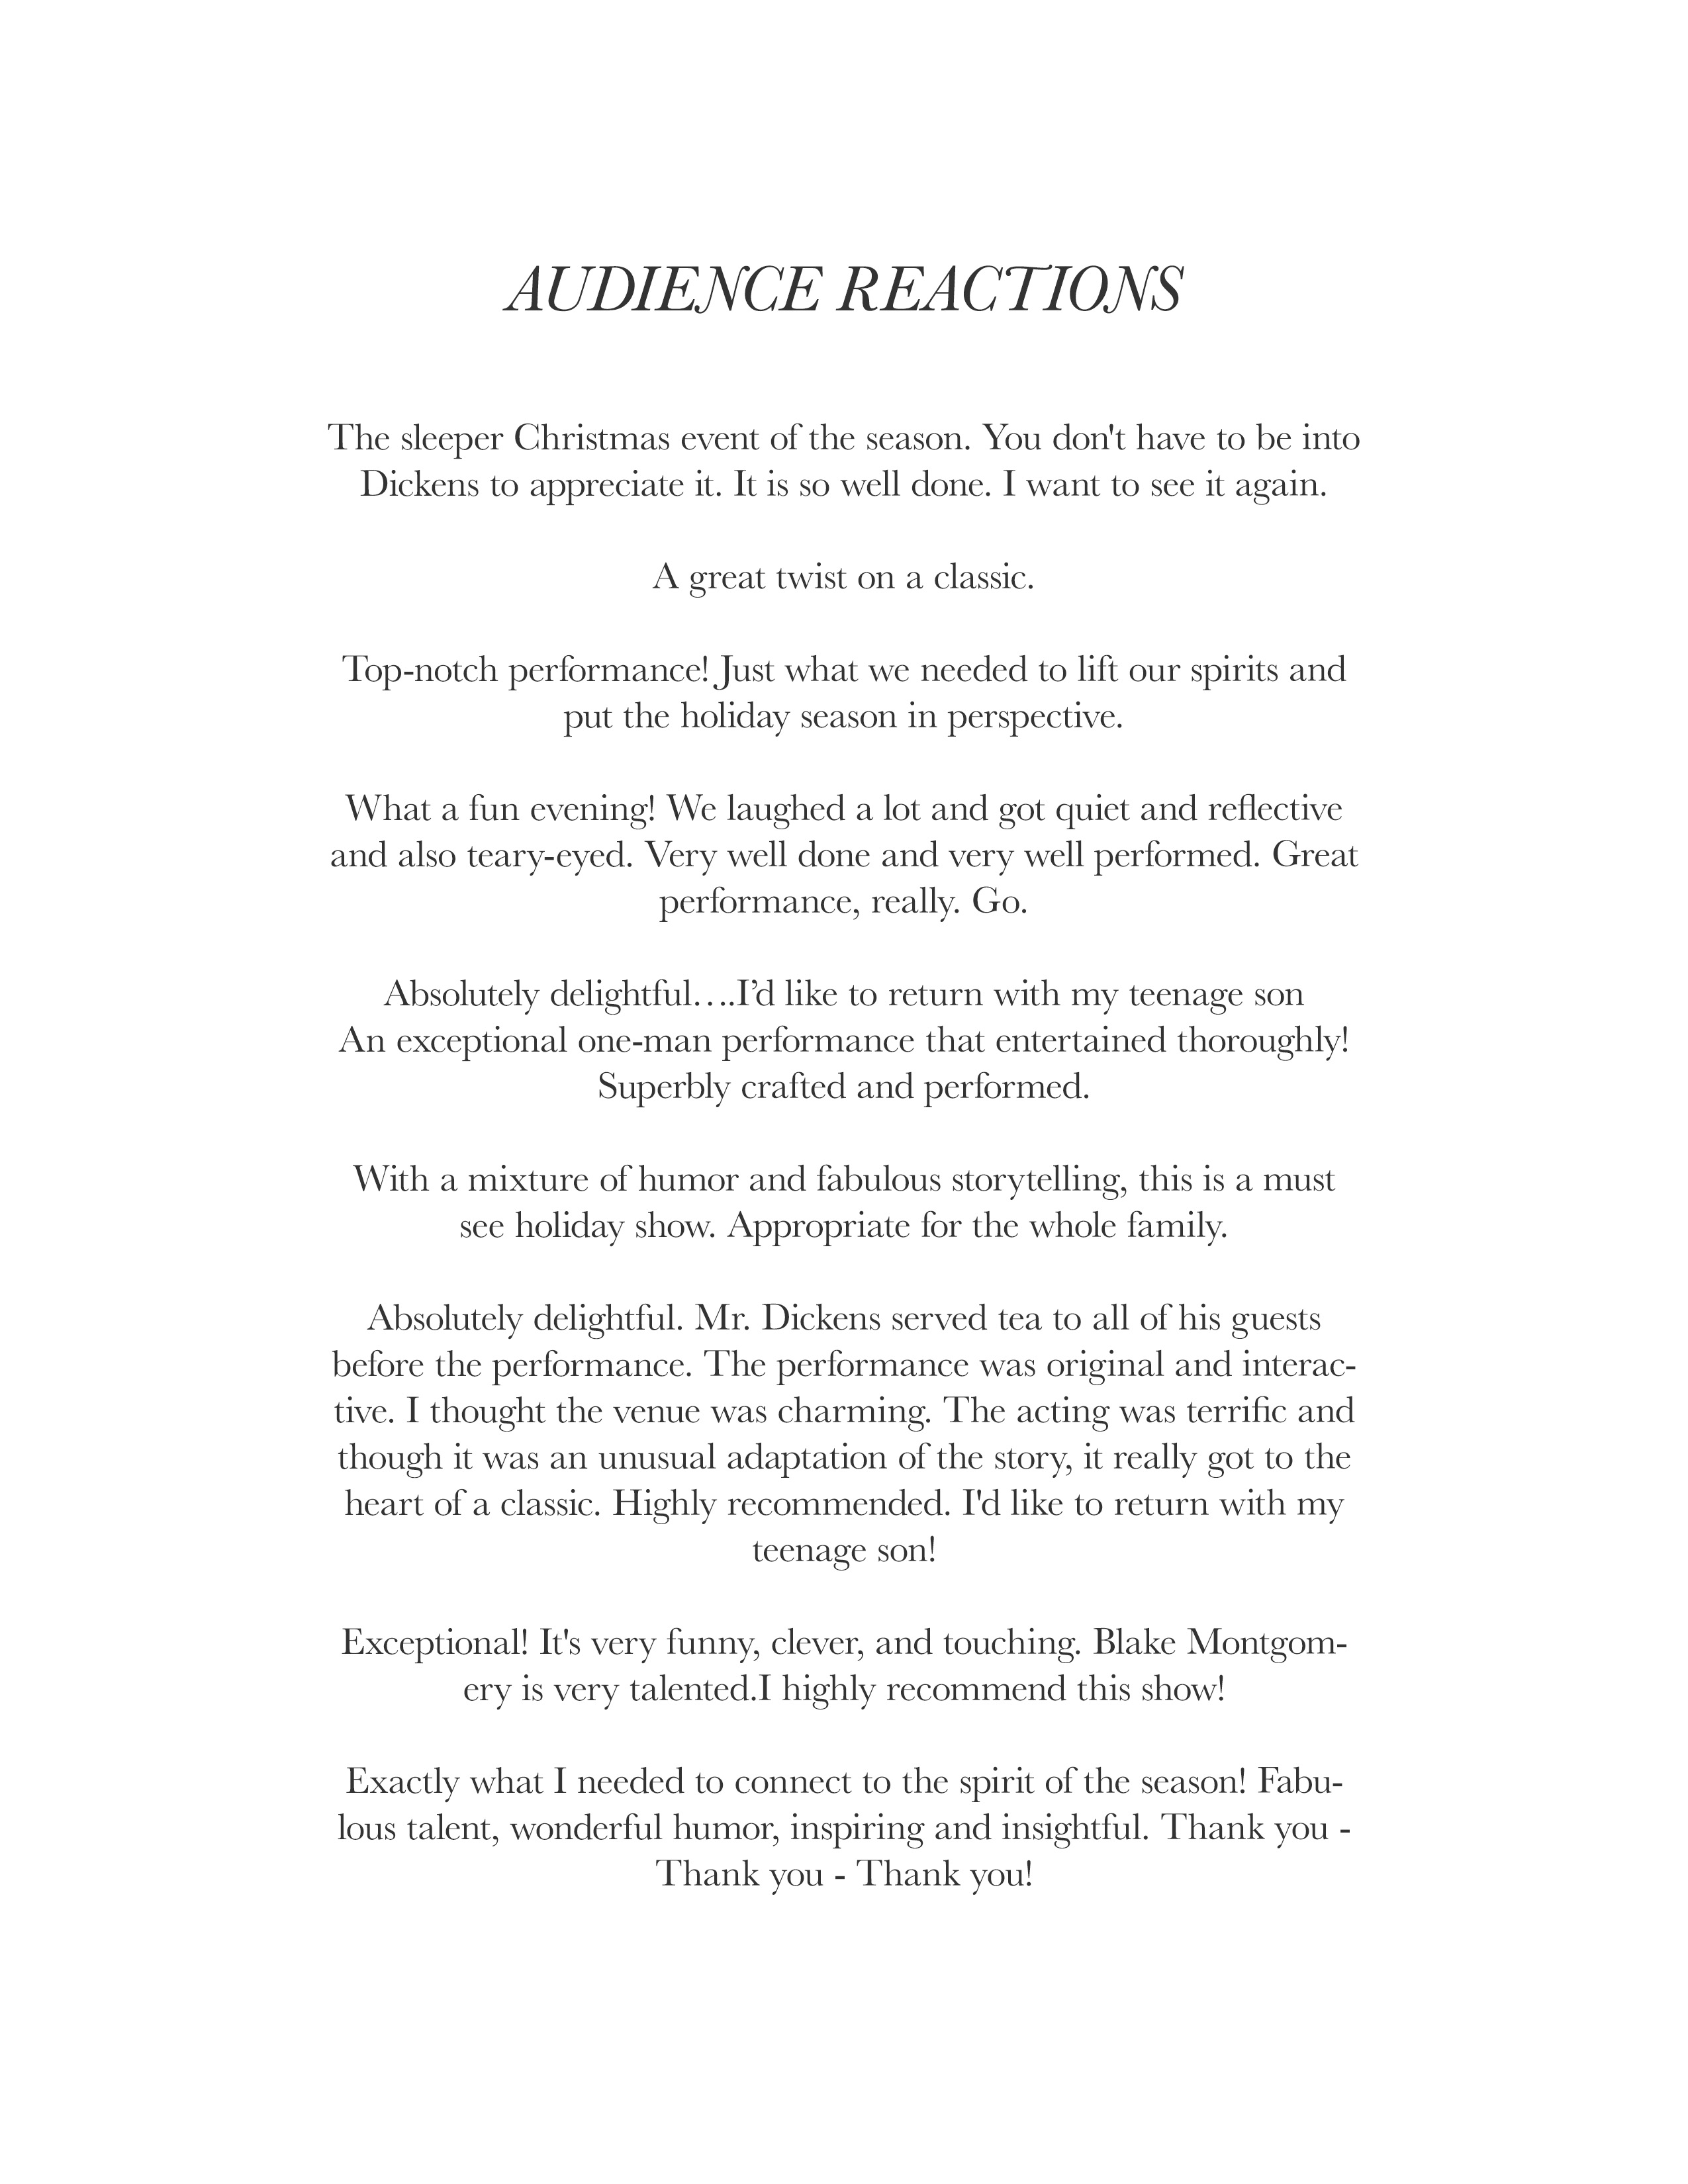 AUDIENCE REACTIONS
The sleeper Christmas event of the season. You don't have to be into
Dickens to appreciate it. It is so well done. I want to see it again.
A great twist on a classic.
Top-notch performance! Just what we needed to lift our spirits and
put the holiday season in perspective.
What a fun evening! We laughed a lot and got quiet and reflective
and also teary-eyed. Very well done and very well performed. Great
performance, really. Go.
Absolutely delightful….I’d like to return with my teenage son
An exceptional one-man performance that entertained thoroughly!
Superbly crafted and performed.
With a mixture of humor and fabulous storytelling, this is a must
see holiday show. Appropriate for the whole family.
Absolutely delightful. Mr. Dickens served tea to all of his guests
before the performance. The performance was original and interac-
tive. I thought the venue was charming. The acting was terrific and
though it was an unusual adaptation of the story, it really got to the
heart of a classic. Highly recommended. I'd like to return with my
teenage son!
Exceptional! It's very funny, clever, and touching. Blake Montgom-
ery is very talented.I highly recommend this show!
Exactly what I needed to connect to the spirit of the season! Fabu-
lous talent, wonderful humor, inspiring and insightful. Thank you -
Thank you - Thank you!